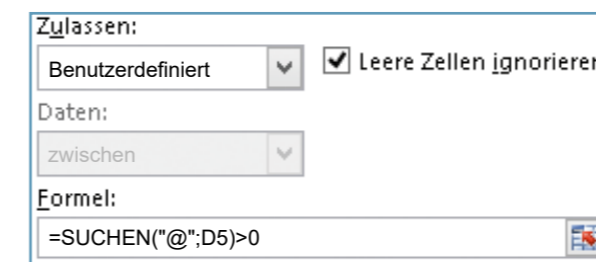 Zulassen:
Benutzerdefiniert
Leere Zellen ignorieren
Daten:
zwischen
Formel:
=SUCHEN("@";D5)>0